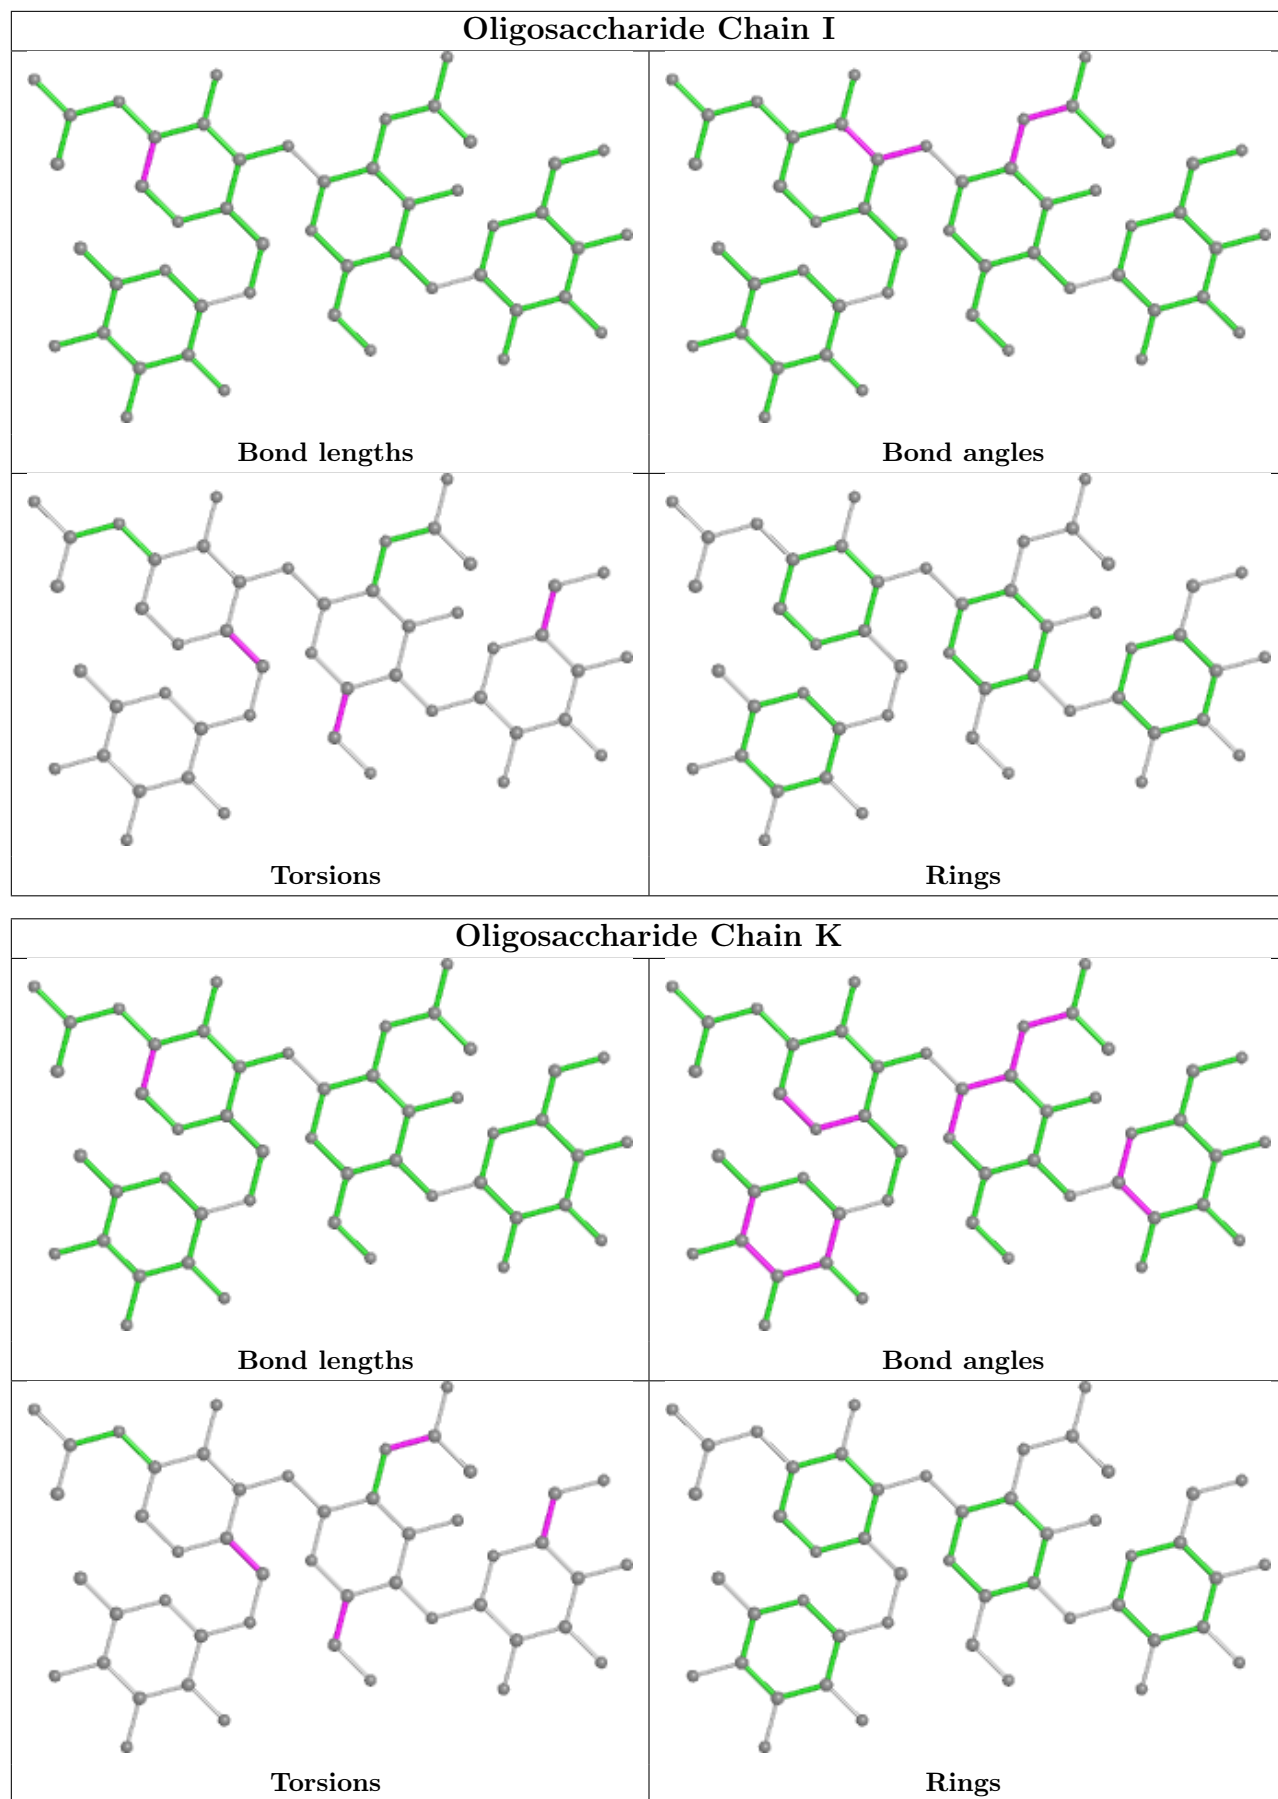 Oligosaccharide Chain I
Bond lengths
Bond angles
Torsions
Rings
Oligosaccharide Chain K
Bond lengths
Bond angles
Torsions
Rings